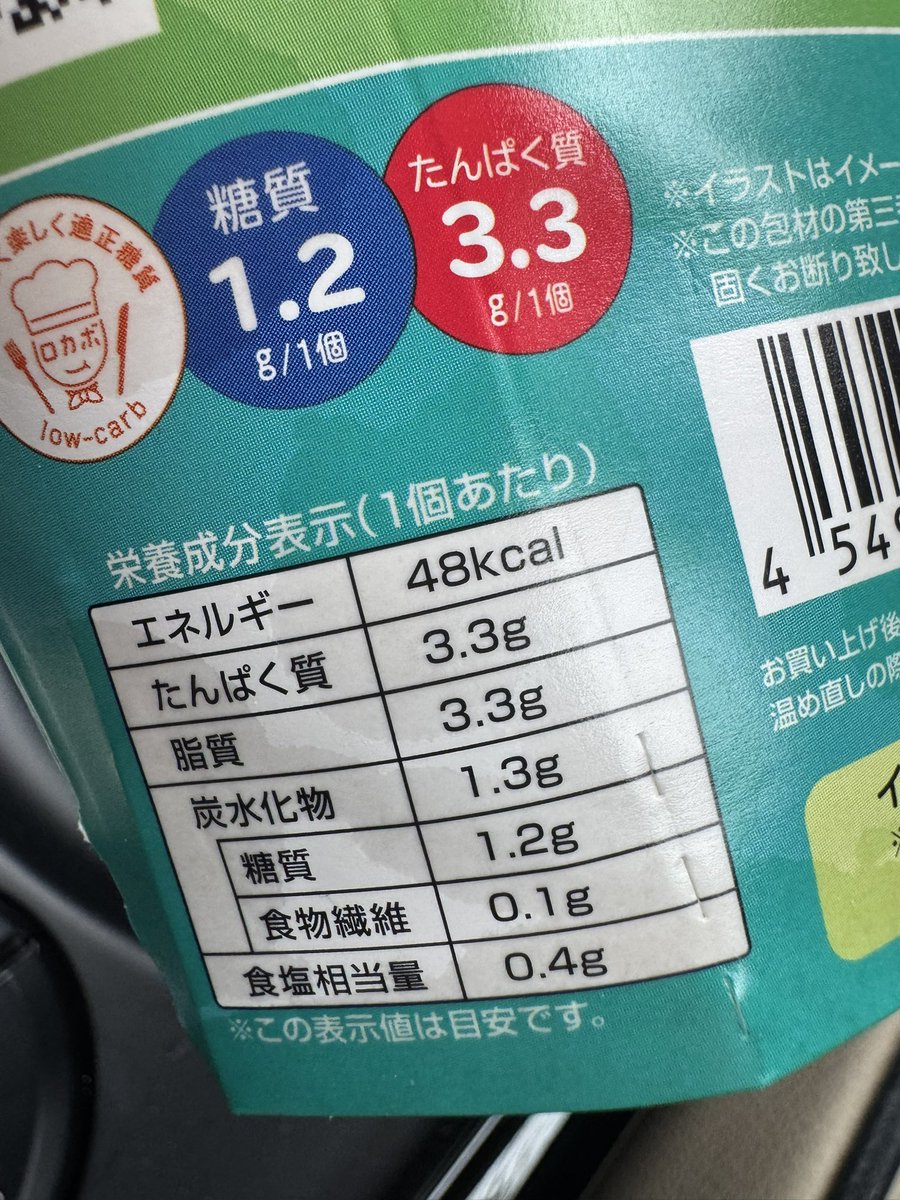 楽しく適正糖質
ロカボ
low-carb
糖質
1.2
g/1個
たんぱく質
3.3
g/1個
※イラストはイメー
※この包材の第三
固くお断り致し
4 549
お買い上げ後
温め直しの際
栄養成分表示(1個あたり)
エネルギー 48kcal
たんぱく質 3.3g
脂質 3.3g
炭水化物 1.3g
糖質 1.2g
食物繊維 0.1g
食塩相当量 0.4g
※この表示値は目安です。